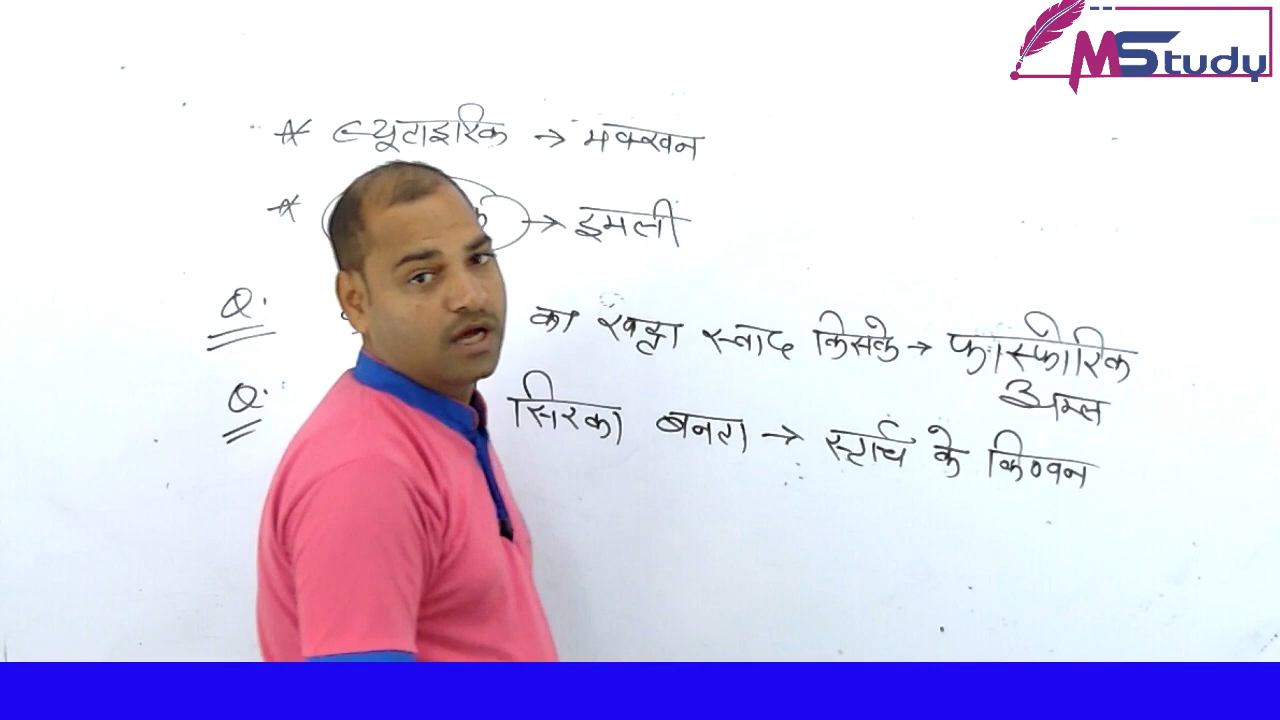 MStudy
* ब्यूटाइरिक → मक्खन
* → इमली
Q. का खट्टा स्वाद किसके → फास्फोरिक
अम्ल
Q. सिरका बनता → स्टार्च के किण्वन